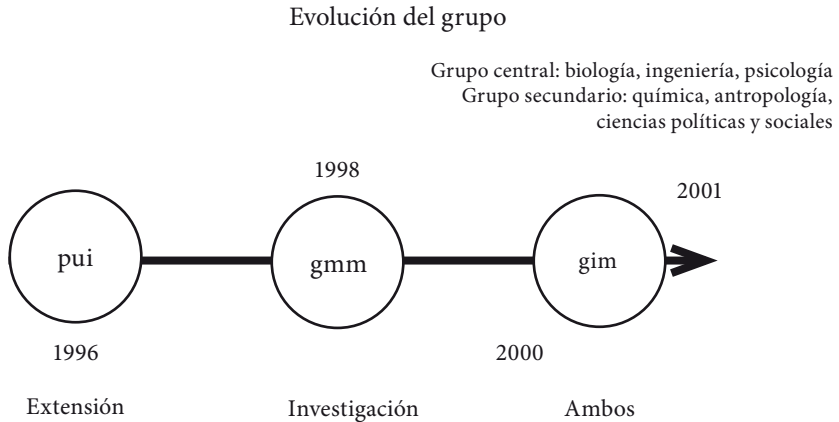 Evolución del grupo
Grupo central: biología, ingeniería, psicología
Grupo secundario: química, antropología,
ciencias políticas y sociales
1998
2001
pui
gmm
gim
1996
2000
Extensión
Investigación
Ambos